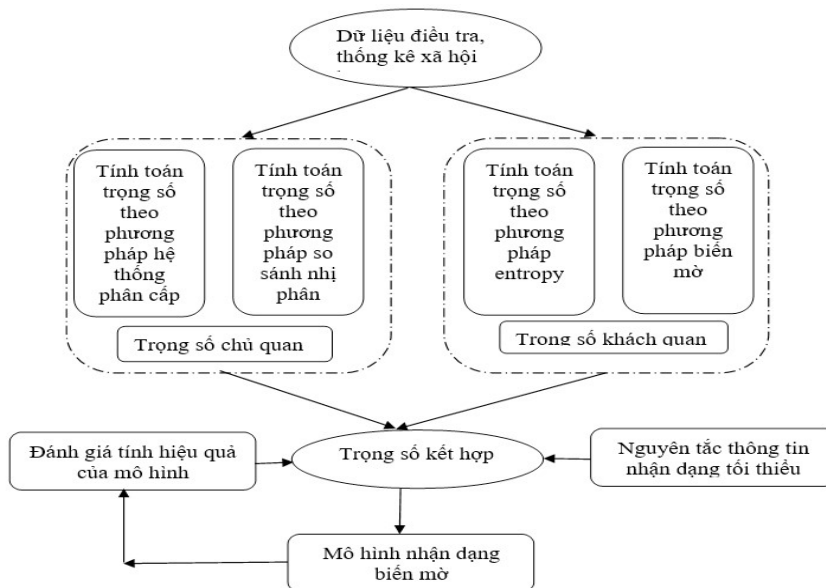 Dữ liệu điều tra,
thống kê xã hội
Tính toán
trọng số
theo
phương
pháp hệ
thống
phân cấp
Tính toán
trọng số
theo
phương
pháp so
sánh nhị
phân
Trọng số chủ quan
Tính toán
trọng số
theo
phương
pháp
entropy
Tính toán
trọng số
theo
phương
pháp biến
mờ
Trong số khách quan
Đánh giá tính hiệu quả
của mô hình
Trọng số kết hợp
Nguyên tắc thông tin
nhận dạng tối thiểu
Mô hình nhận dạng
biến mờ